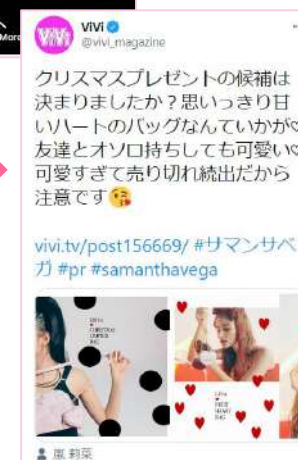 More
ViVi
ViVi
@vivi_magazine
クリスマスプレゼントの候補は
決まりましたか？思いっきり甘
いハートのバッグなんていかが♡
友達とオソロ持ちしても可愛い♡
可愛すぎて売り切れ続出だから
注意です😘
vivi.tv/post156669/ #サマンサベ
ガ #pr #samanthavega
嵐 莉菜